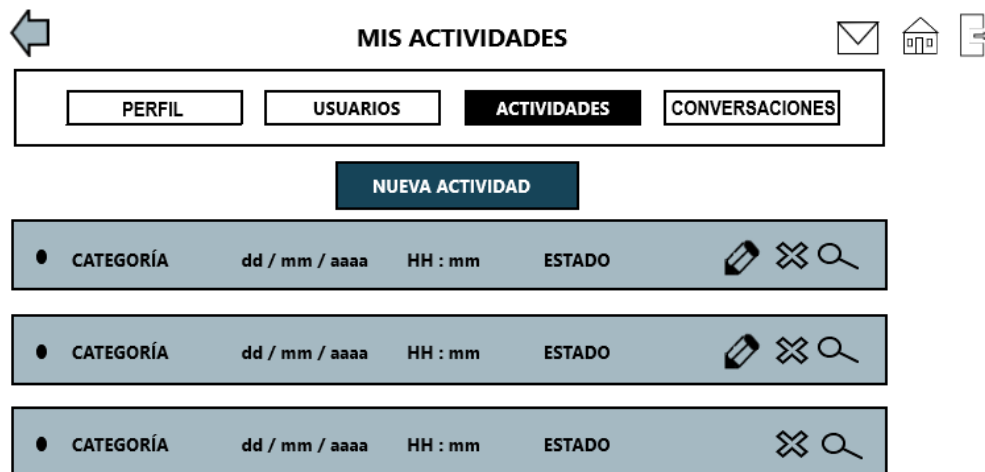 MIS ACTIVIDADES
PERFIL USUARIOS ACTIVIDADES CONVERSACIONES
NUEVA ACTIVIDAD
CATEGORÍA dd / mm / aaaa HH : mm ESTADO
CATEGORÍA dd / mm / aaaa HH : mm ESTADO
CATEGORÍA dd / mm / aaaa HH : mm ESTADO